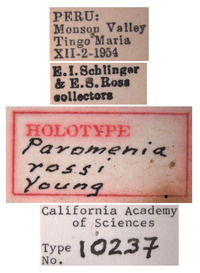 PERU:
Monson Valley
Tingo Maria
XII-2-1954
E.I. Schlinger
& E.S. Ross
collectors
HOLOTYPE
Paromenia
rossi
Young
California Academy
of Sciences
Type
No. 10237